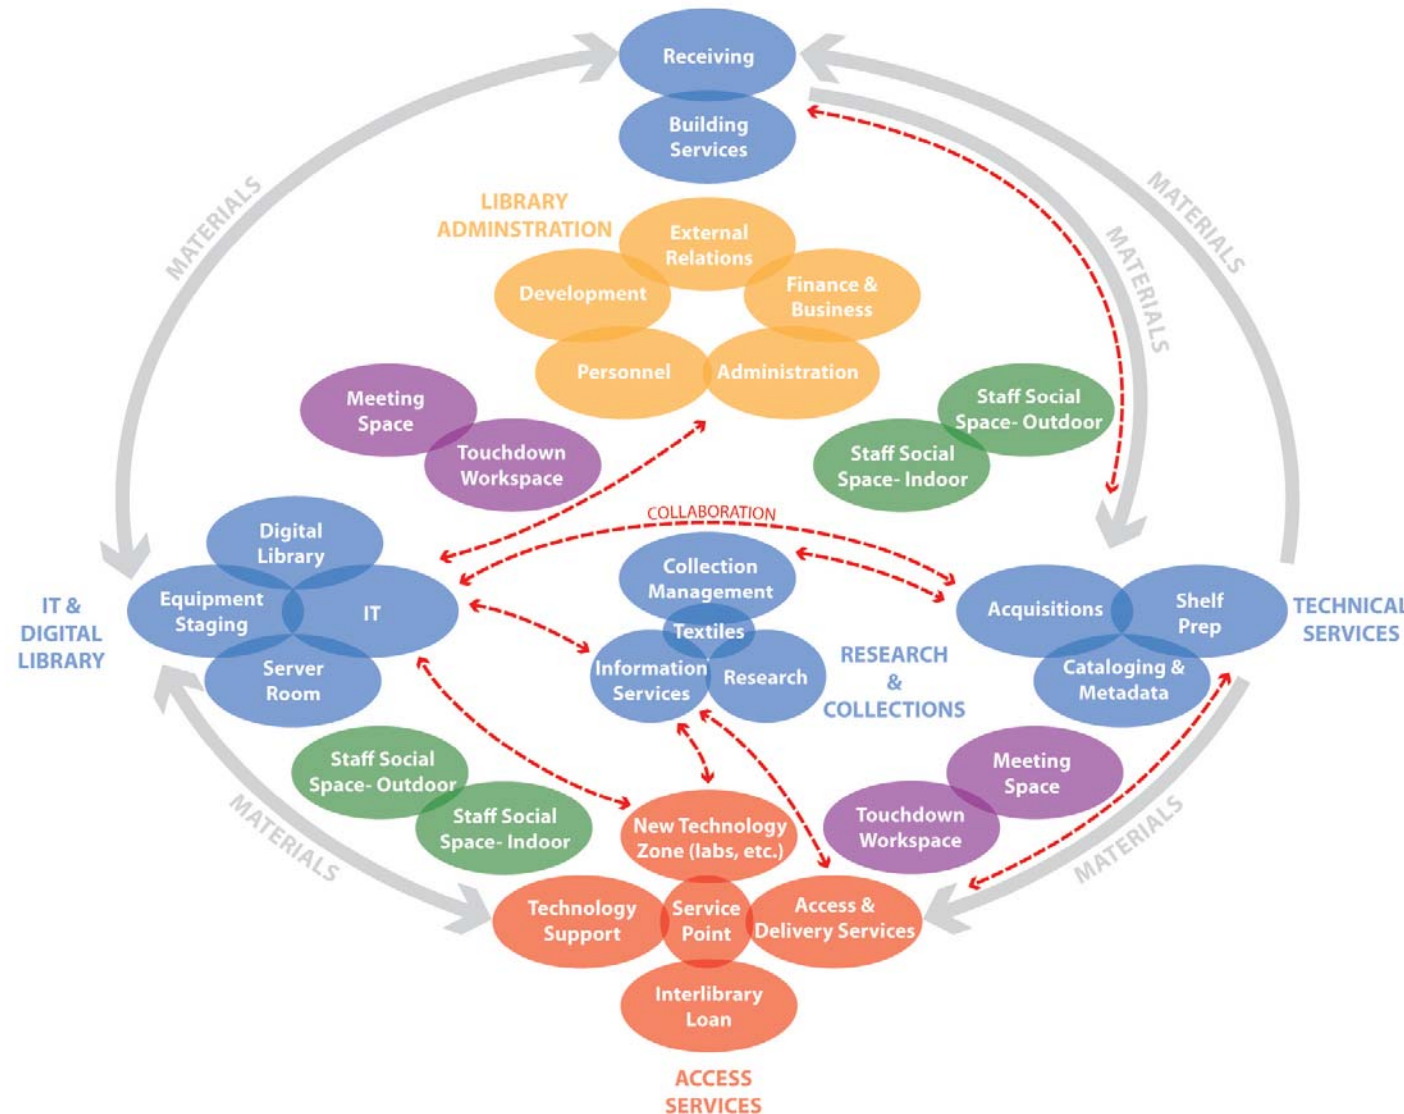 Receiving
Building
Services
MATERIALS
MATERIALS
MATERIALS
LIBRARY
ADMINSTRATION
External
Relations
Development
Finance &
Business
Personnel
Administration
Meeting
Space
Touchdown
Workspace
Staff Social
Space- Outdoor
Staff Social
Space- Indoor
COLLABORATION
Digital
Library
Equipment
Staging
IT
Server
Room
IT &
DIGITAL
LIBRARY
Collection
Management
Textiles
Information
Services
Research
RESEARCH
&
COLLECTIONS
Acquisitions
Shelf
Prep
Cataloging &
Metadata
TECHNICAL
SERVICES
Staff Social
Space- Outdoor
Staff Social
Space- Indoor
Meeting
Space
Touchdown
Workspace
MATERIALS
MATERIALS
New Technology
Zone (labs, etc.)
Technology
Support
Service
Point
Access &
Delivery Services
Interlibrary
Loan
ACCESS
SERVICES